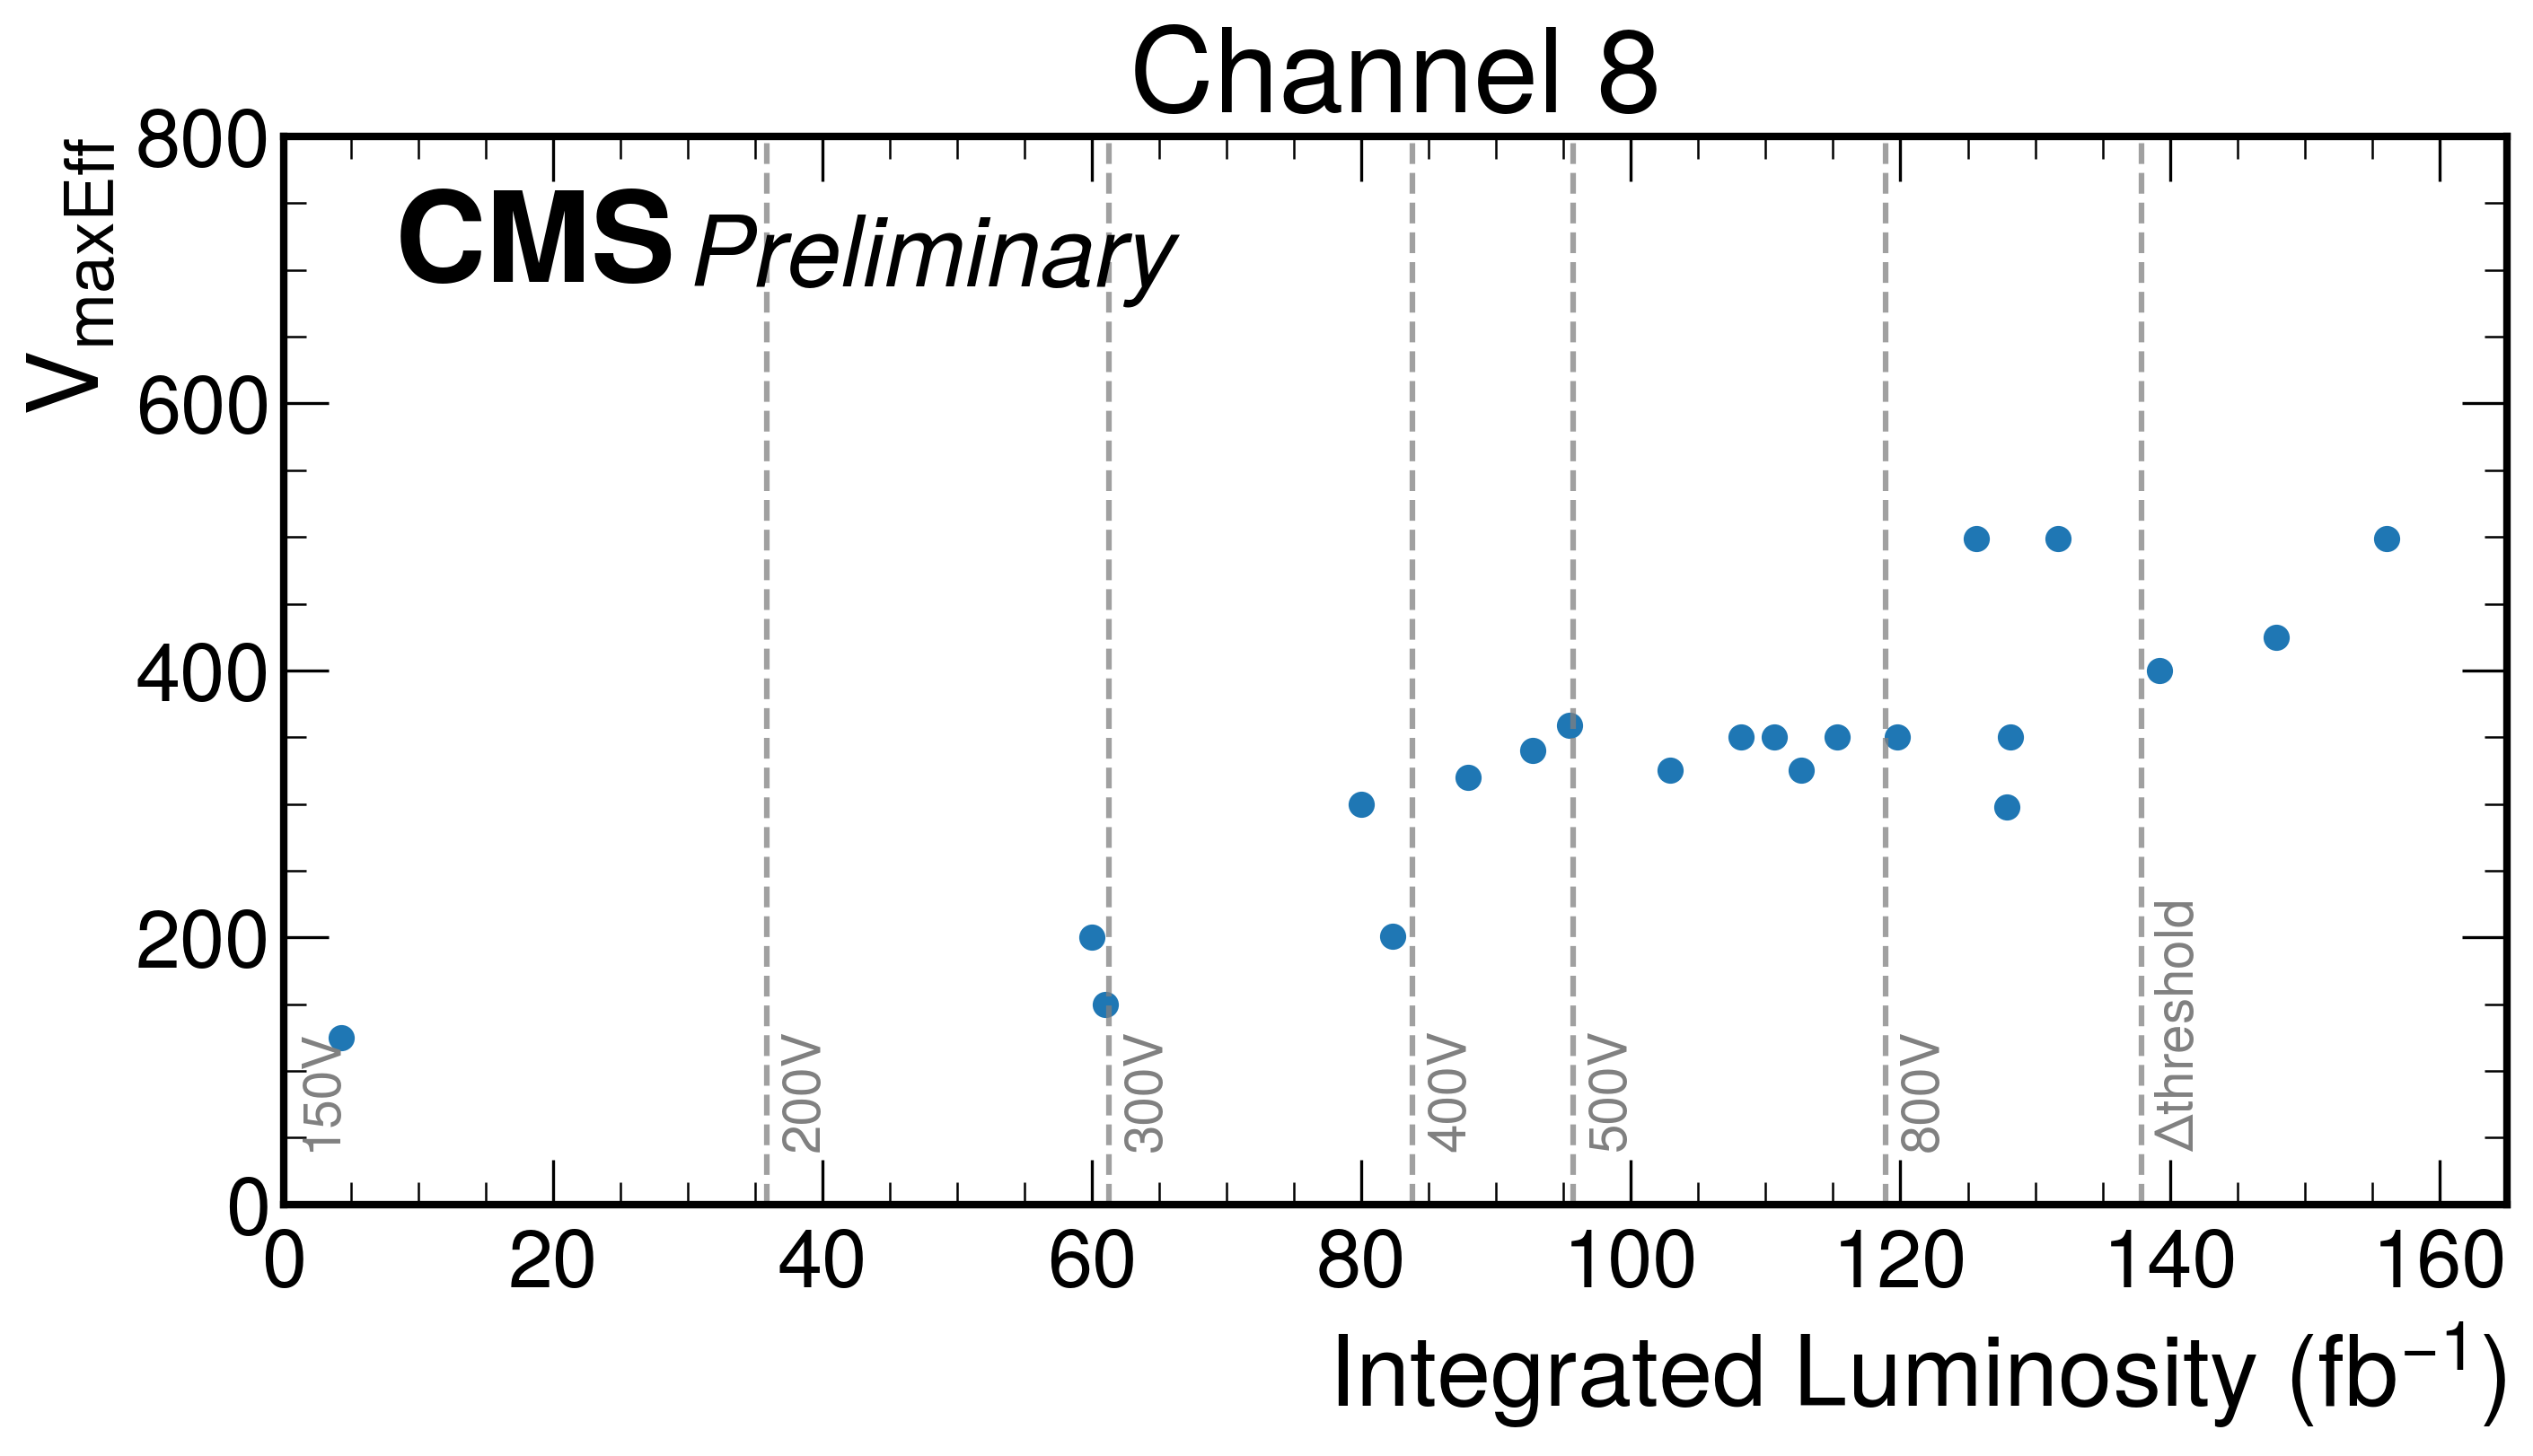 Channel 8
CMS Preliminary
V_maxEff
800
600
400
200
0
150V
200V
300V
400V
500V
800V
Δthreshold
0 20 40 60 80 100 120 140 160
Integrated Luminosity (fb⁻¹)